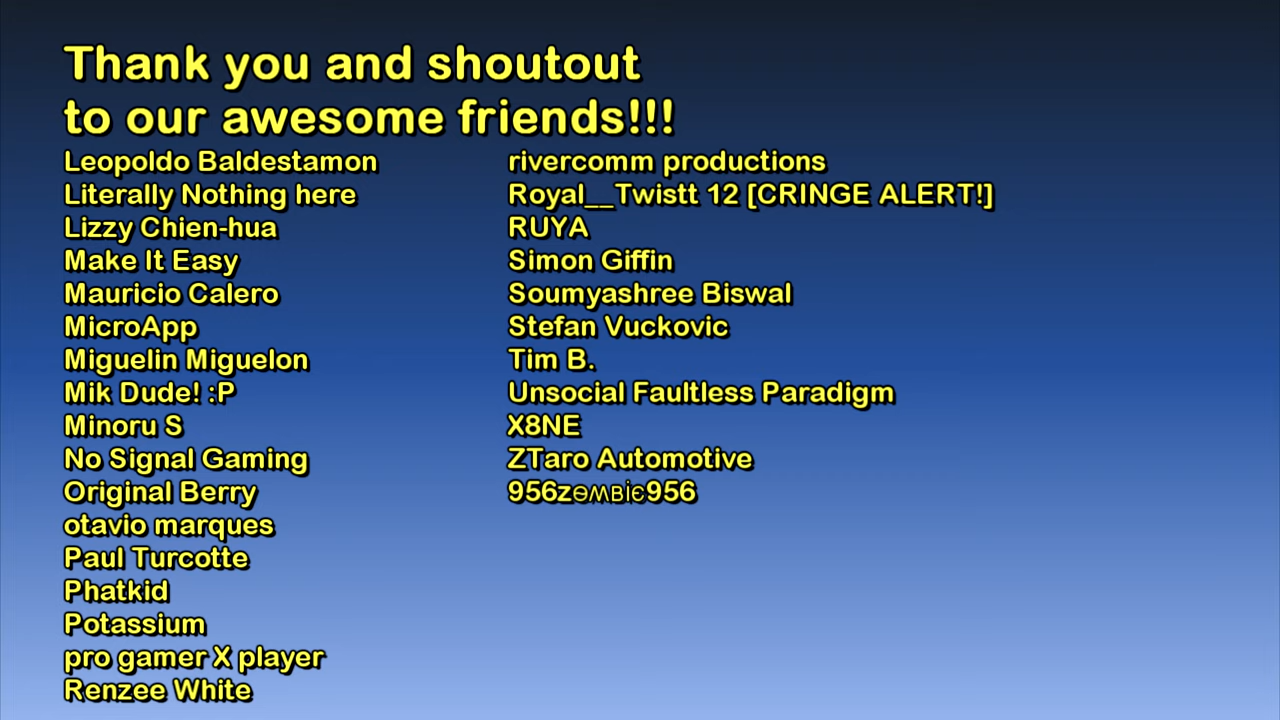 Thank you and shoutout
to our awesome friends!!!
Leopoldo Baldestamon
Literally Nothing here
Lizzy Chien-hua
Make It Easy
Mauricio Calero
MicroApp
Miguelin Miguelon
Mik Dude! :P
Minoru S
No Signal Gaming
Original Berry
otavio marques
Paul Turcotte
Phatkid
Potassium
pro gamer X player
Renzee White
rivercomm productions
Royal__Twistt 12 [CRINGE ALERT!]
RUYA
Simon Giffin
Soumyashree Biswal
Stefan Vuckovic
Tim B.
Unsocial Faultless Paradigm
X8NE
ZTaro Automotive
956zѳʍвіє956